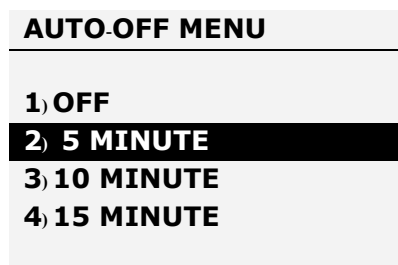 AUTO-OFF MENU
1) OFF
2) 5 MINUTE
3) 10 MINUTE
4) 15 MINUTE